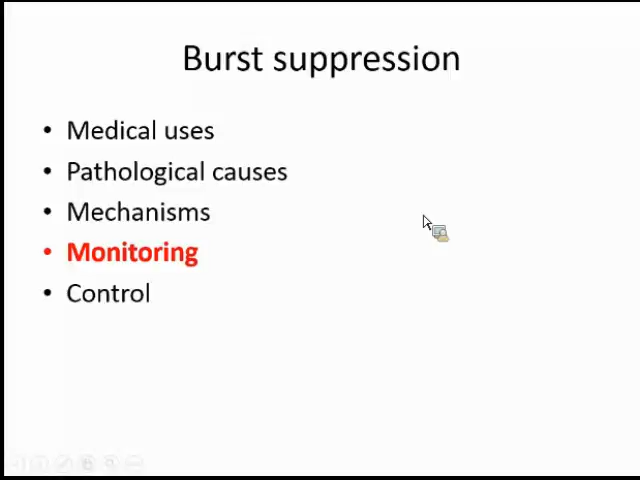 Burst suppression
• Medical uses
• Pathological causes
• Mechanisms
• Monitoring
• Control